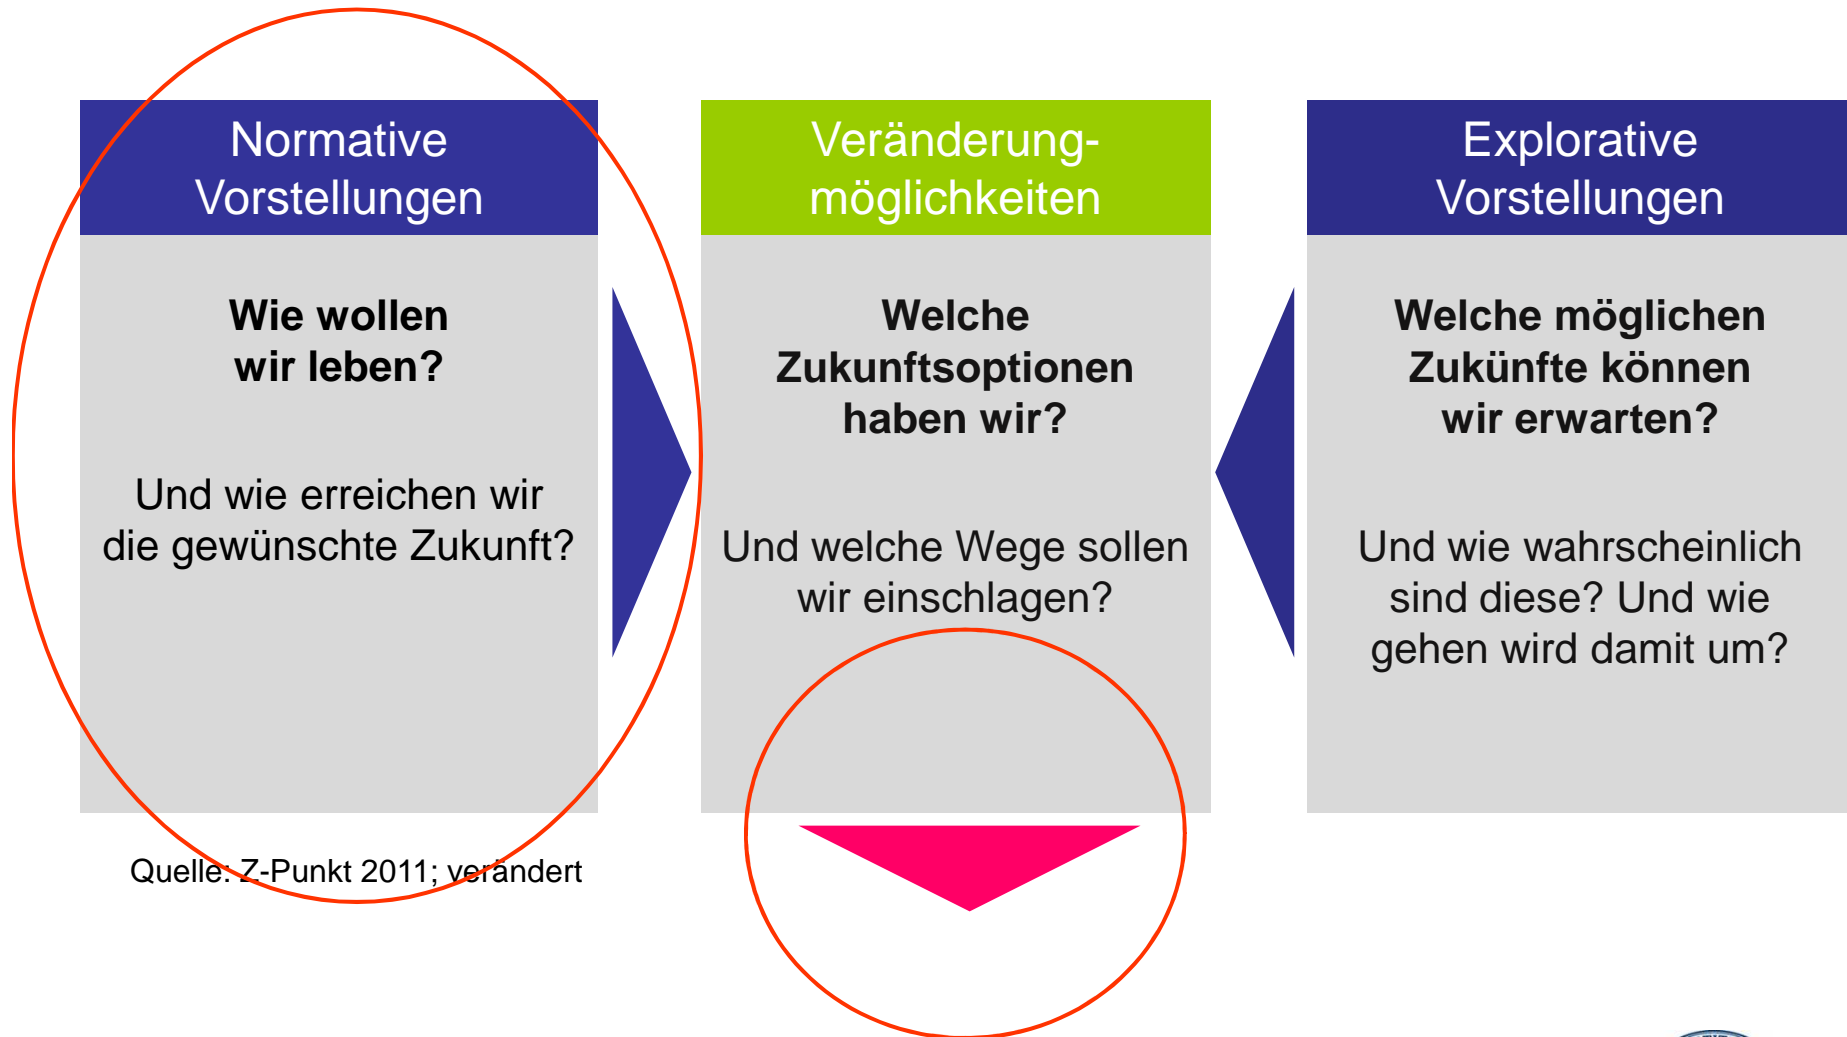 Normative
Vorstellungen
Wie wollen
wir leben?
Und wie erreichen wir
die gewünschte Zukunft?
Veränderung-
möglichkeiten
Welche
Zukunftsoptionen
haben wir?
Und welche Wege sollen
wir einschlagen?
Explorative
Vorstellungen
Welche möglichen
Zukünfte können
wir erwarten?
Und wie wahrscheinlich
sind diese? Und wie
gehen wird damit um?
Quelle: Z-Punkt 2011; verändert